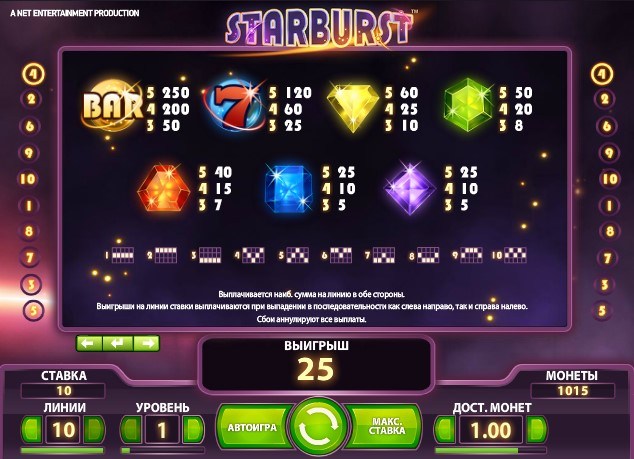 A NET ENTERTAINMENT PRODUCTION
STARBURST™
BAR 5 250 7 5 120 5 60 5 50
4 200 4 60 4 25 4 20
3 50 3 25 3 10 3 8
5 40 5 25 5 25
4 15 4 10 4 10
3 7 3 5 3 5
1 2 3 4 5 6 7 8 9 10
4 4
2 2
6 6
9 9
10 10
1 1
8 8
7 7
3 3
5 5
Выплачивается наиб. сумма на линию в обе стороны.
Выигрыши на линии ставки выплачиваются при выпадении в последовательности как слева направо, так и справа налево.
Сбои аннулируют все выплаты.
ВЫИГРЫШ
25
СТАВКА
10
МОНЕТЫ
1015
ЛИНИИ УРОВЕНЬ ДОСТ. МОНЕТ
10 1 АВТОИГРА МАКС. СТАВКА 1.00